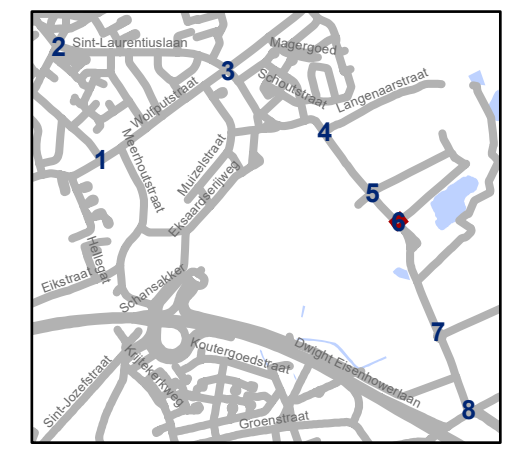 2
Sint-Laurentiuslaan
3
Magergoed
Schoutstraat
Langenaarstraat
Wolfputstraat
4
1
Meerhoutstraat
Muizelstraat
Eksaardserijweg
5
6
Hellegat
Eikstraat
Schansakker
7
Krijtekerkweg
Koutergoedstraat
Dwight Eisenhowerlaan
Sint-Jozefstraat
Groenstraat
8